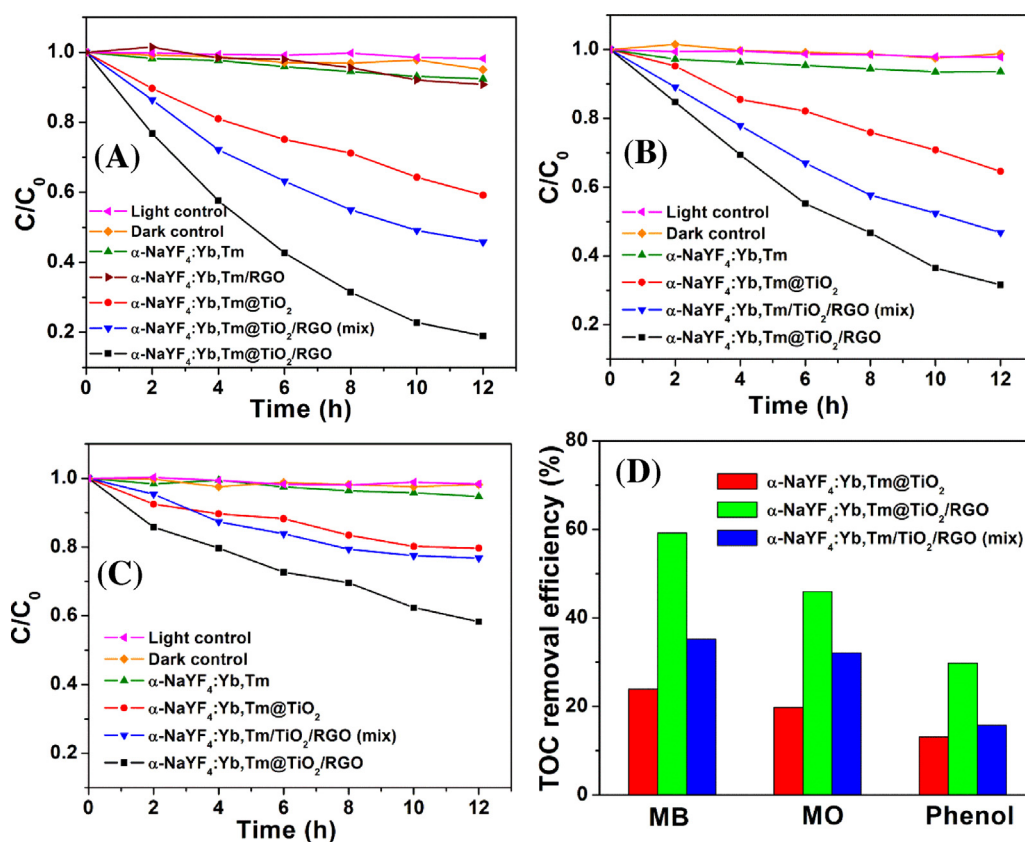 (A)
C/C₀
1.0
0.8
0.6
0.4
0.2
Light control
Dark control
α-NaYF₄:Yb,Tm
α-NaYF₄:Yb,Tm/RGO
α-NaYF₄:Yb,Tm@TiO₂
α-NaYF₄:Yb,Tm@TiO₂/RGO (mix)
α-NaYF₄:Yb,Tm@TiO₂/RGO
0 2 4 6 8 10 12
Time (h)
(B)
C/C₀
1.0
0.8
0.6
0.4
0.2
Light control
Dark control
α-NaYF₄:Yb,Tm
α-NaYF₄:Yb,Tm@TiO₂
α-NaYF₄:Yb,Tm/TiO₂/RGO (mix)
α-NaYF₄:Yb,Tm@TiO₂/RGO
0 2 4 6 8 10 12
Time (h)
(C)
C/C₀
1.0
0.8
0.6
0.4
0.2
Light control
Dark control
α-NaYF₄:Yb,Tm
α-NaYF₄:Yb,Tm@TiO₂
α-NaYF₄:Yb,Tm/TiO₂/RGO (mix)
α-NaYF₄:Yb,Tm@TiO₂/RGO
0 2 4 6 8 10 12
Time (h)
(D)
TOC removal efficiency (%)
80
60
40
20
0
α-NaYF₄:Yb,Tm@TiO₂
α-NaYF₄:Yb,Tm@TiO₂/RGO
α-NaYF₄:Yb,Tm/TiO₂/RGO (mix)
MB MO Phenol